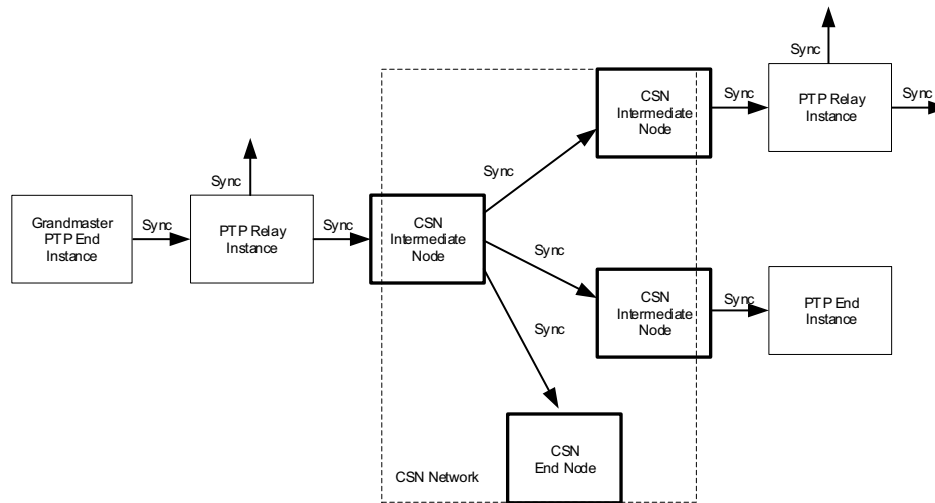 Sync
CSN
Intermediate
Node
Sync
PTP Relay
Instance
Sync
Sync
Sync
Grandmaster
PTP End
Instance
Sync
PTP Relay
Instance
Sync
CSN
Intermediate
Node
Sync
CSN
Intermediate
Node
Sync
PTP End
Instance
Sync
CSN
End Node
CSN Network